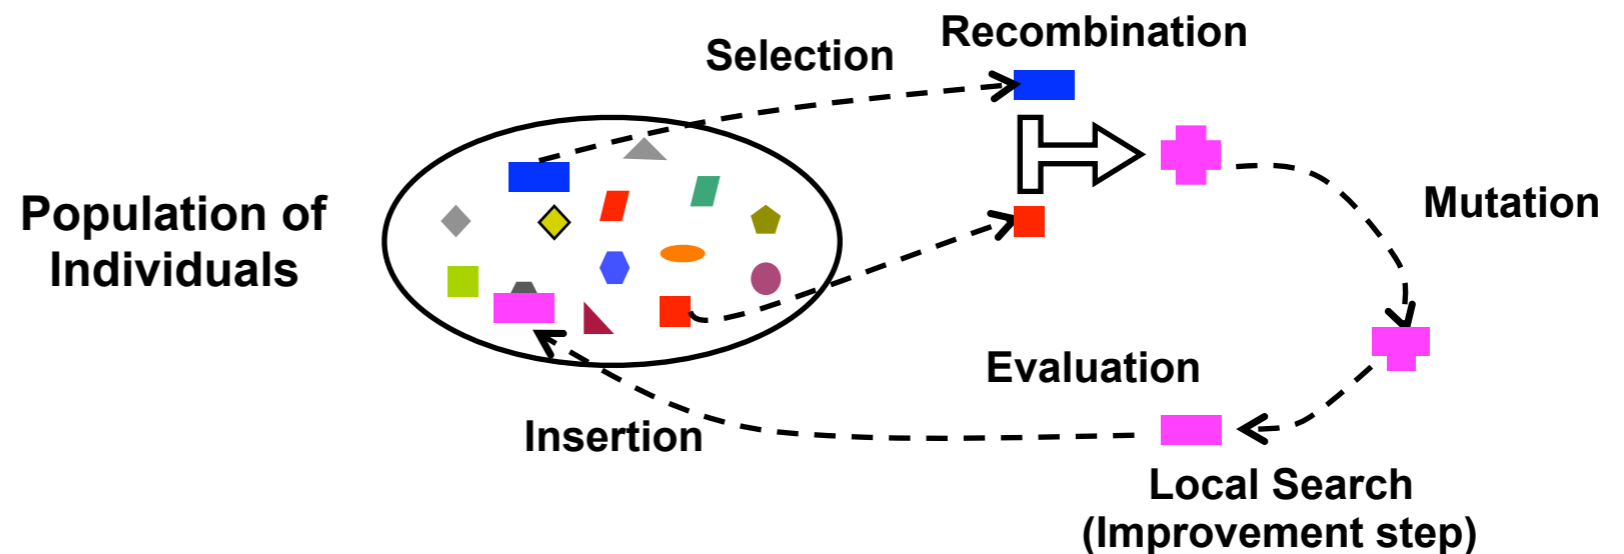 Recombination
Selection
Population of
Individuals
Mutation
Evaluation
Insertion
Local Search
(Improvement step)